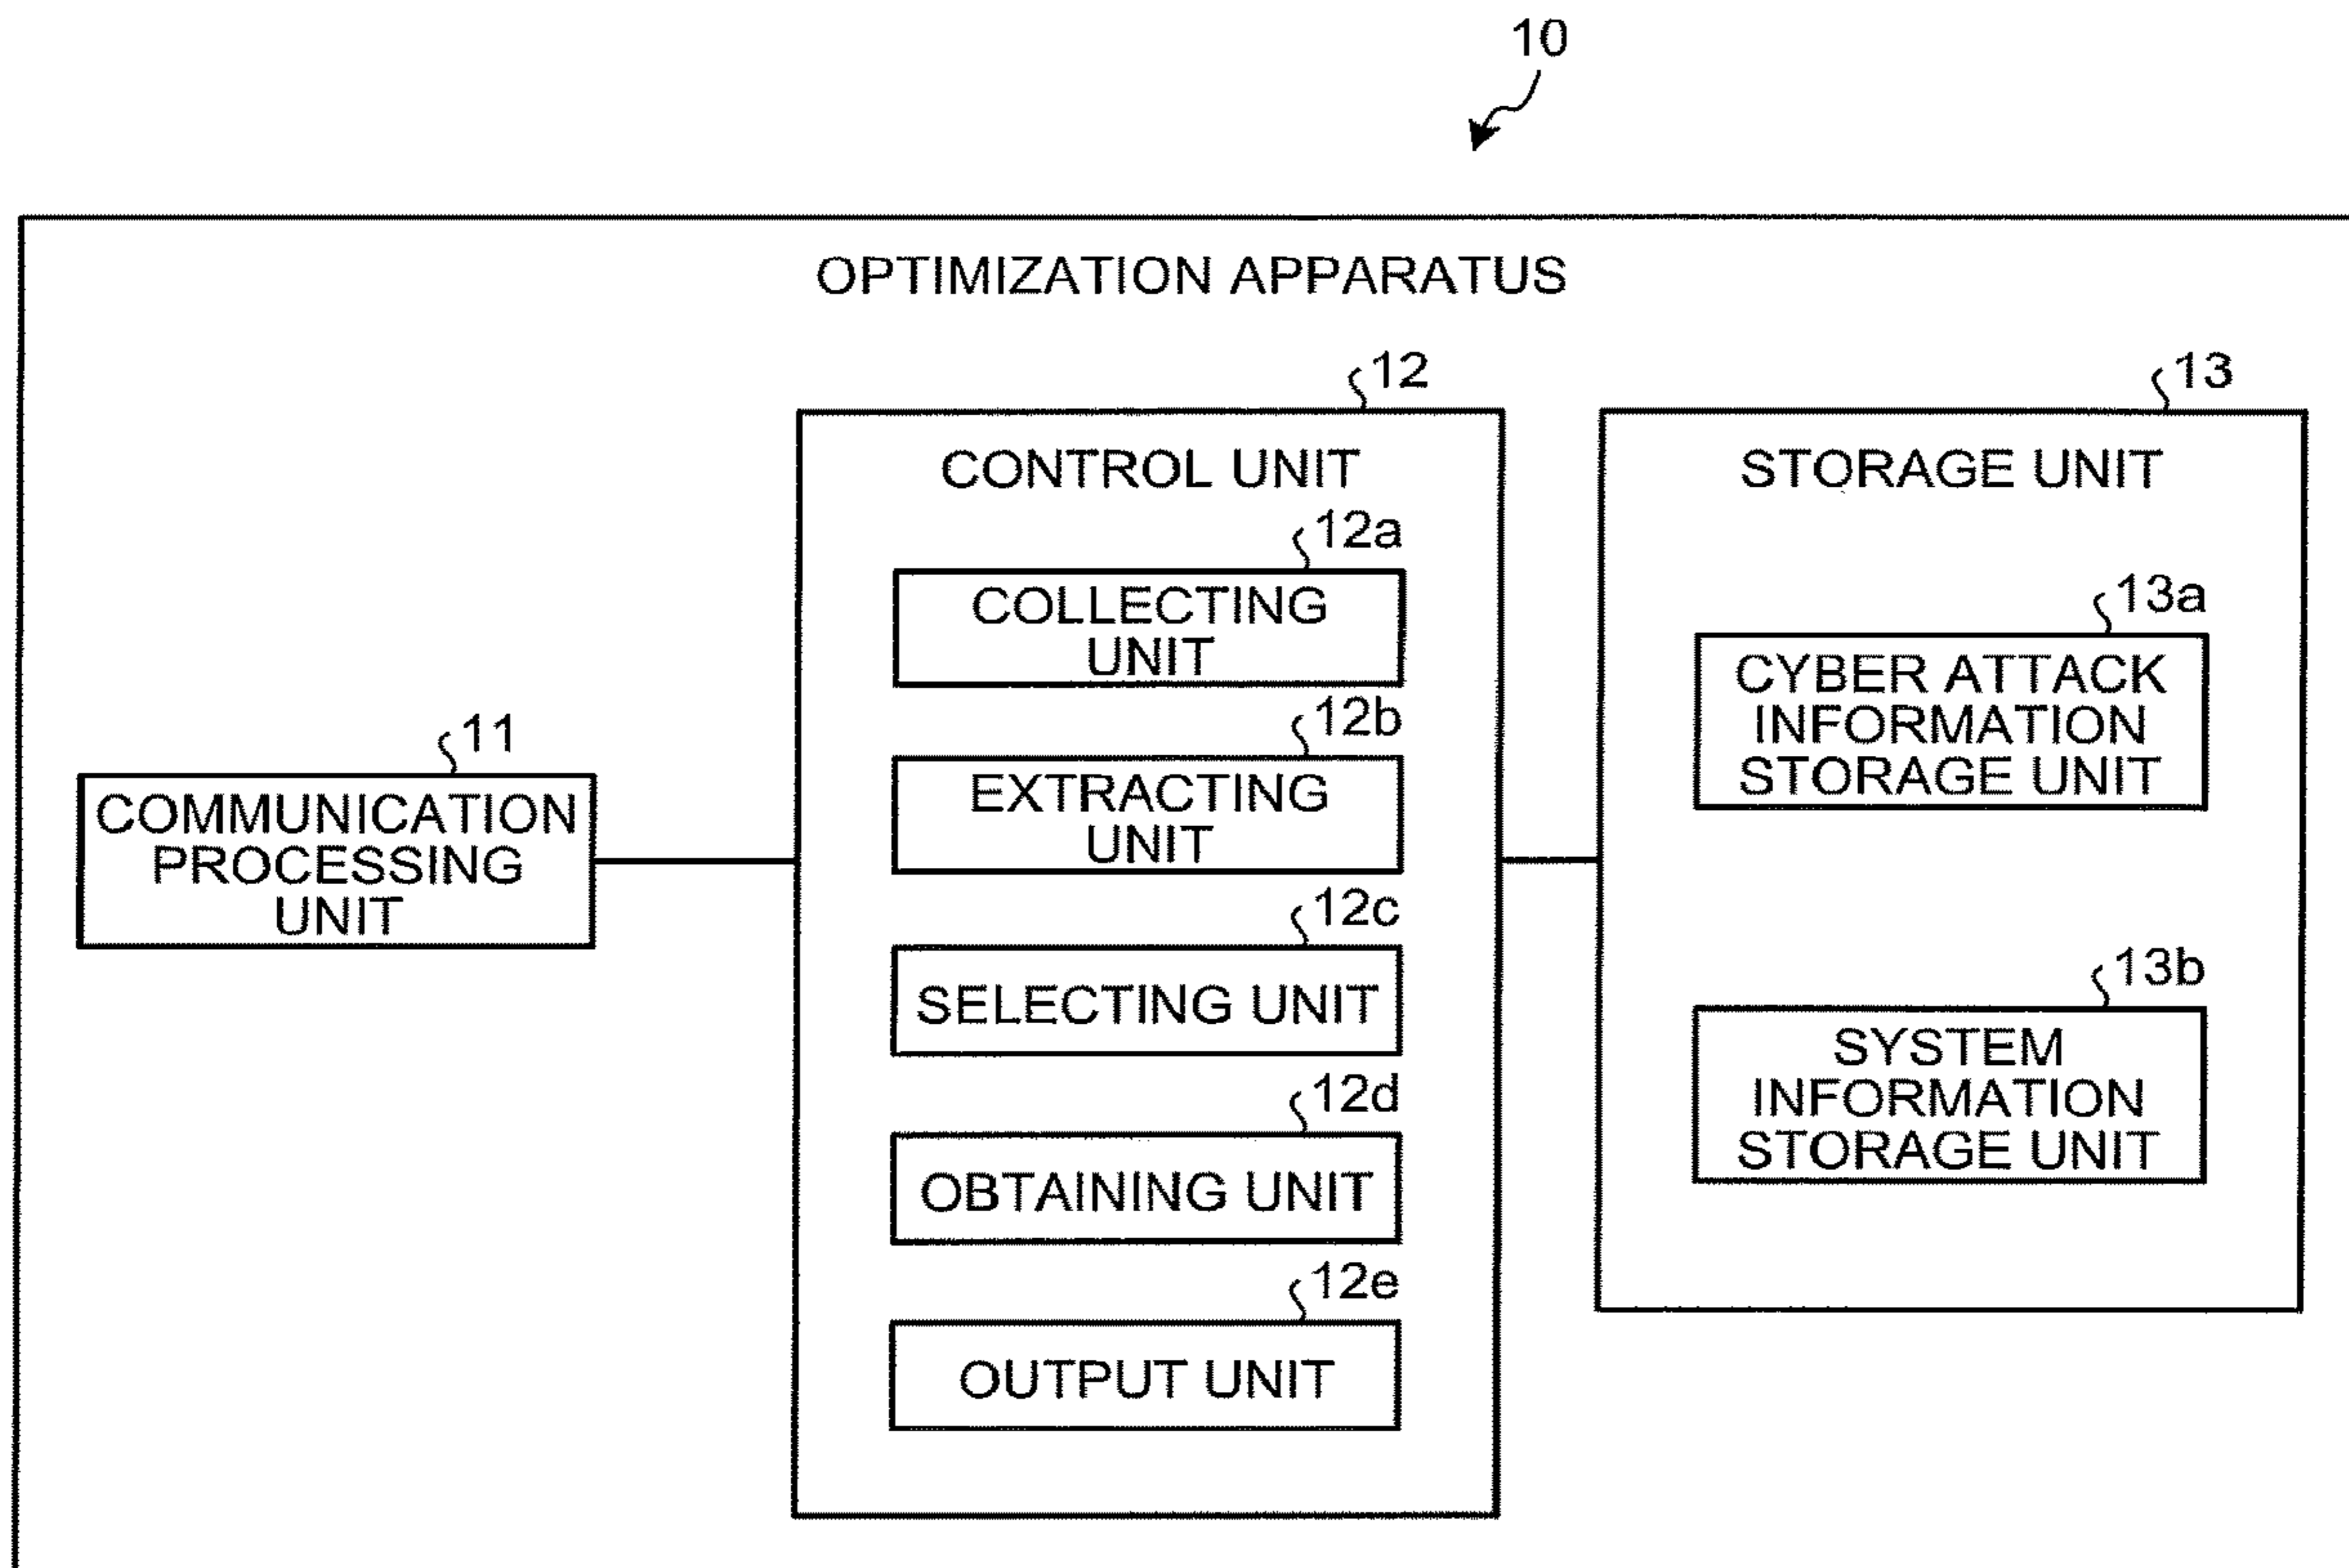 10
OPTIMIZATION APPARATUS
11
COMMUNICATION
PROCESSING
UNIT
12
CONTROL UNIT
12a
COLLECTING
UNIT
12b
EXTRACTING
UNIT
12c
SELECTING UNIT
12d
OBTAINING UNIT
12e
OUTPUT UNIT
13
STORAGE UNIT
13a
CYBER ATTACK
INFORMATION
STORAGE UNIT
13b
SYSTEM
INFORMATION
STORAGE UNIT